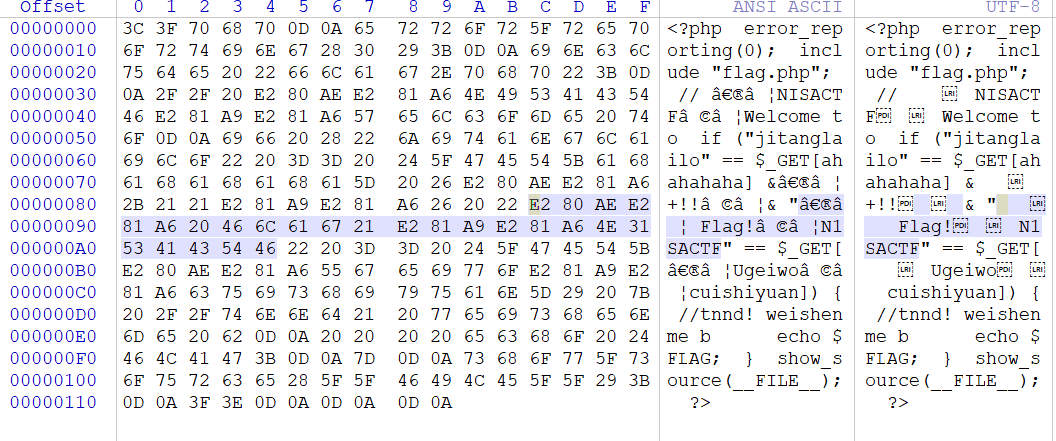 Offset 0 1 2 3 4 5 6 7 8 9 A B C D E F ANSI ASCII UTF-8
00000000 3C 3F 70 68 70 0D 0A 65 72 72 6F 72 5F 72 65 70 <?php error_rep <?php error_rep
00000010 6F 72 74 69 6E 67 28 30 29 3B 0D 0A 69 6E 63 6C orting(0); incl orting(0); incl
00000020 75 64 65 20 22 66 6C 61 67 2E 70 68 70 22 3B 0D ude "flag.php"; ude "flag.php";
00000030 0A 2F 2F 20 E2 80 AE E2 81 A6 4E 49 53 41 43 54 // â€®â ¦NISACT // LRI NISACT
00000040 46 E2 81 A9 E2 81 A6 57 65 6C 63 6F 6D 65 20 74 Fâ ©â ¦Welcome t FPDI LRI Welcome t
00000050 6F 0D 0A 69 66 20 28 22 6A 69 74 61 6E 67 6C 61 o if ("jitangla o if ("jitangla
00000060 69 6C 6F 22 20 3D 3D 20 24 5F 47 45 54 5B 61 68 ilo" == $_GET[ah ilo" == $_GET[ah
00000070 61 68 61 68 61 68 61 5D 20 26 E2 80 AE E2 81 A6 ahahaha] &â€®â ¦ ahahaha] & LRI
00000080 2B 21 21 E2 81 A9 E2 81 A6 26 20 22 E2 80 AE E2 +!!â ©â ¦& "â€®â +!!PDI LRI & "
00000090 81 A6 20 46 6C 61 67 21 E2 81 A9 E2 81 A6 4E 31 ¦ Flag!â ©â ¦N1 LRI Flag!PDI LRI N1
000000A0 53 41 43 54 46 22 20 3D 3D 20 24 5F 47 45 54 5B SACTF" == $_GET[ SACTF" == $_GET[
000000B0 E2 80 AE E2 81 A6 55 67 65 69 77 6F E2 81 A9 E2 â€®â ¦Ugeiwoâ ©â LRI UgeiwoPDI LRI
000000C0 81 A6 63 75 69 73 68 69 79 75 61 6E 5D 29 20 7B ¦cuishiyuan]) { cuishiyuan]) {
000000D0 20 2F 2F 74 6E 6E 64 21 20 77 65 69 73 68 65 6E //tnnd! weishen //tnnd! weishen
000000E0 6D 65 20 62 0D 0A 20 20 20 20 65 63 68 6F 20 24 me b echo $ me b echo $
000000F0 46 4C 41 47 3B 0D 0A 7D 0D 0A 73 68 6F 77 5F 73 FLAG; } show_s FLAG; } show_s
00000100 6F 75 72 63 65 28 5F 5F 46 49 4C 45 5F 5F 29 3B ource(__FILE__); ource(__FILE__);
00000110 0D 0A 3F 3E 0D 0A 0D 0A 0D 0A ?> ?>